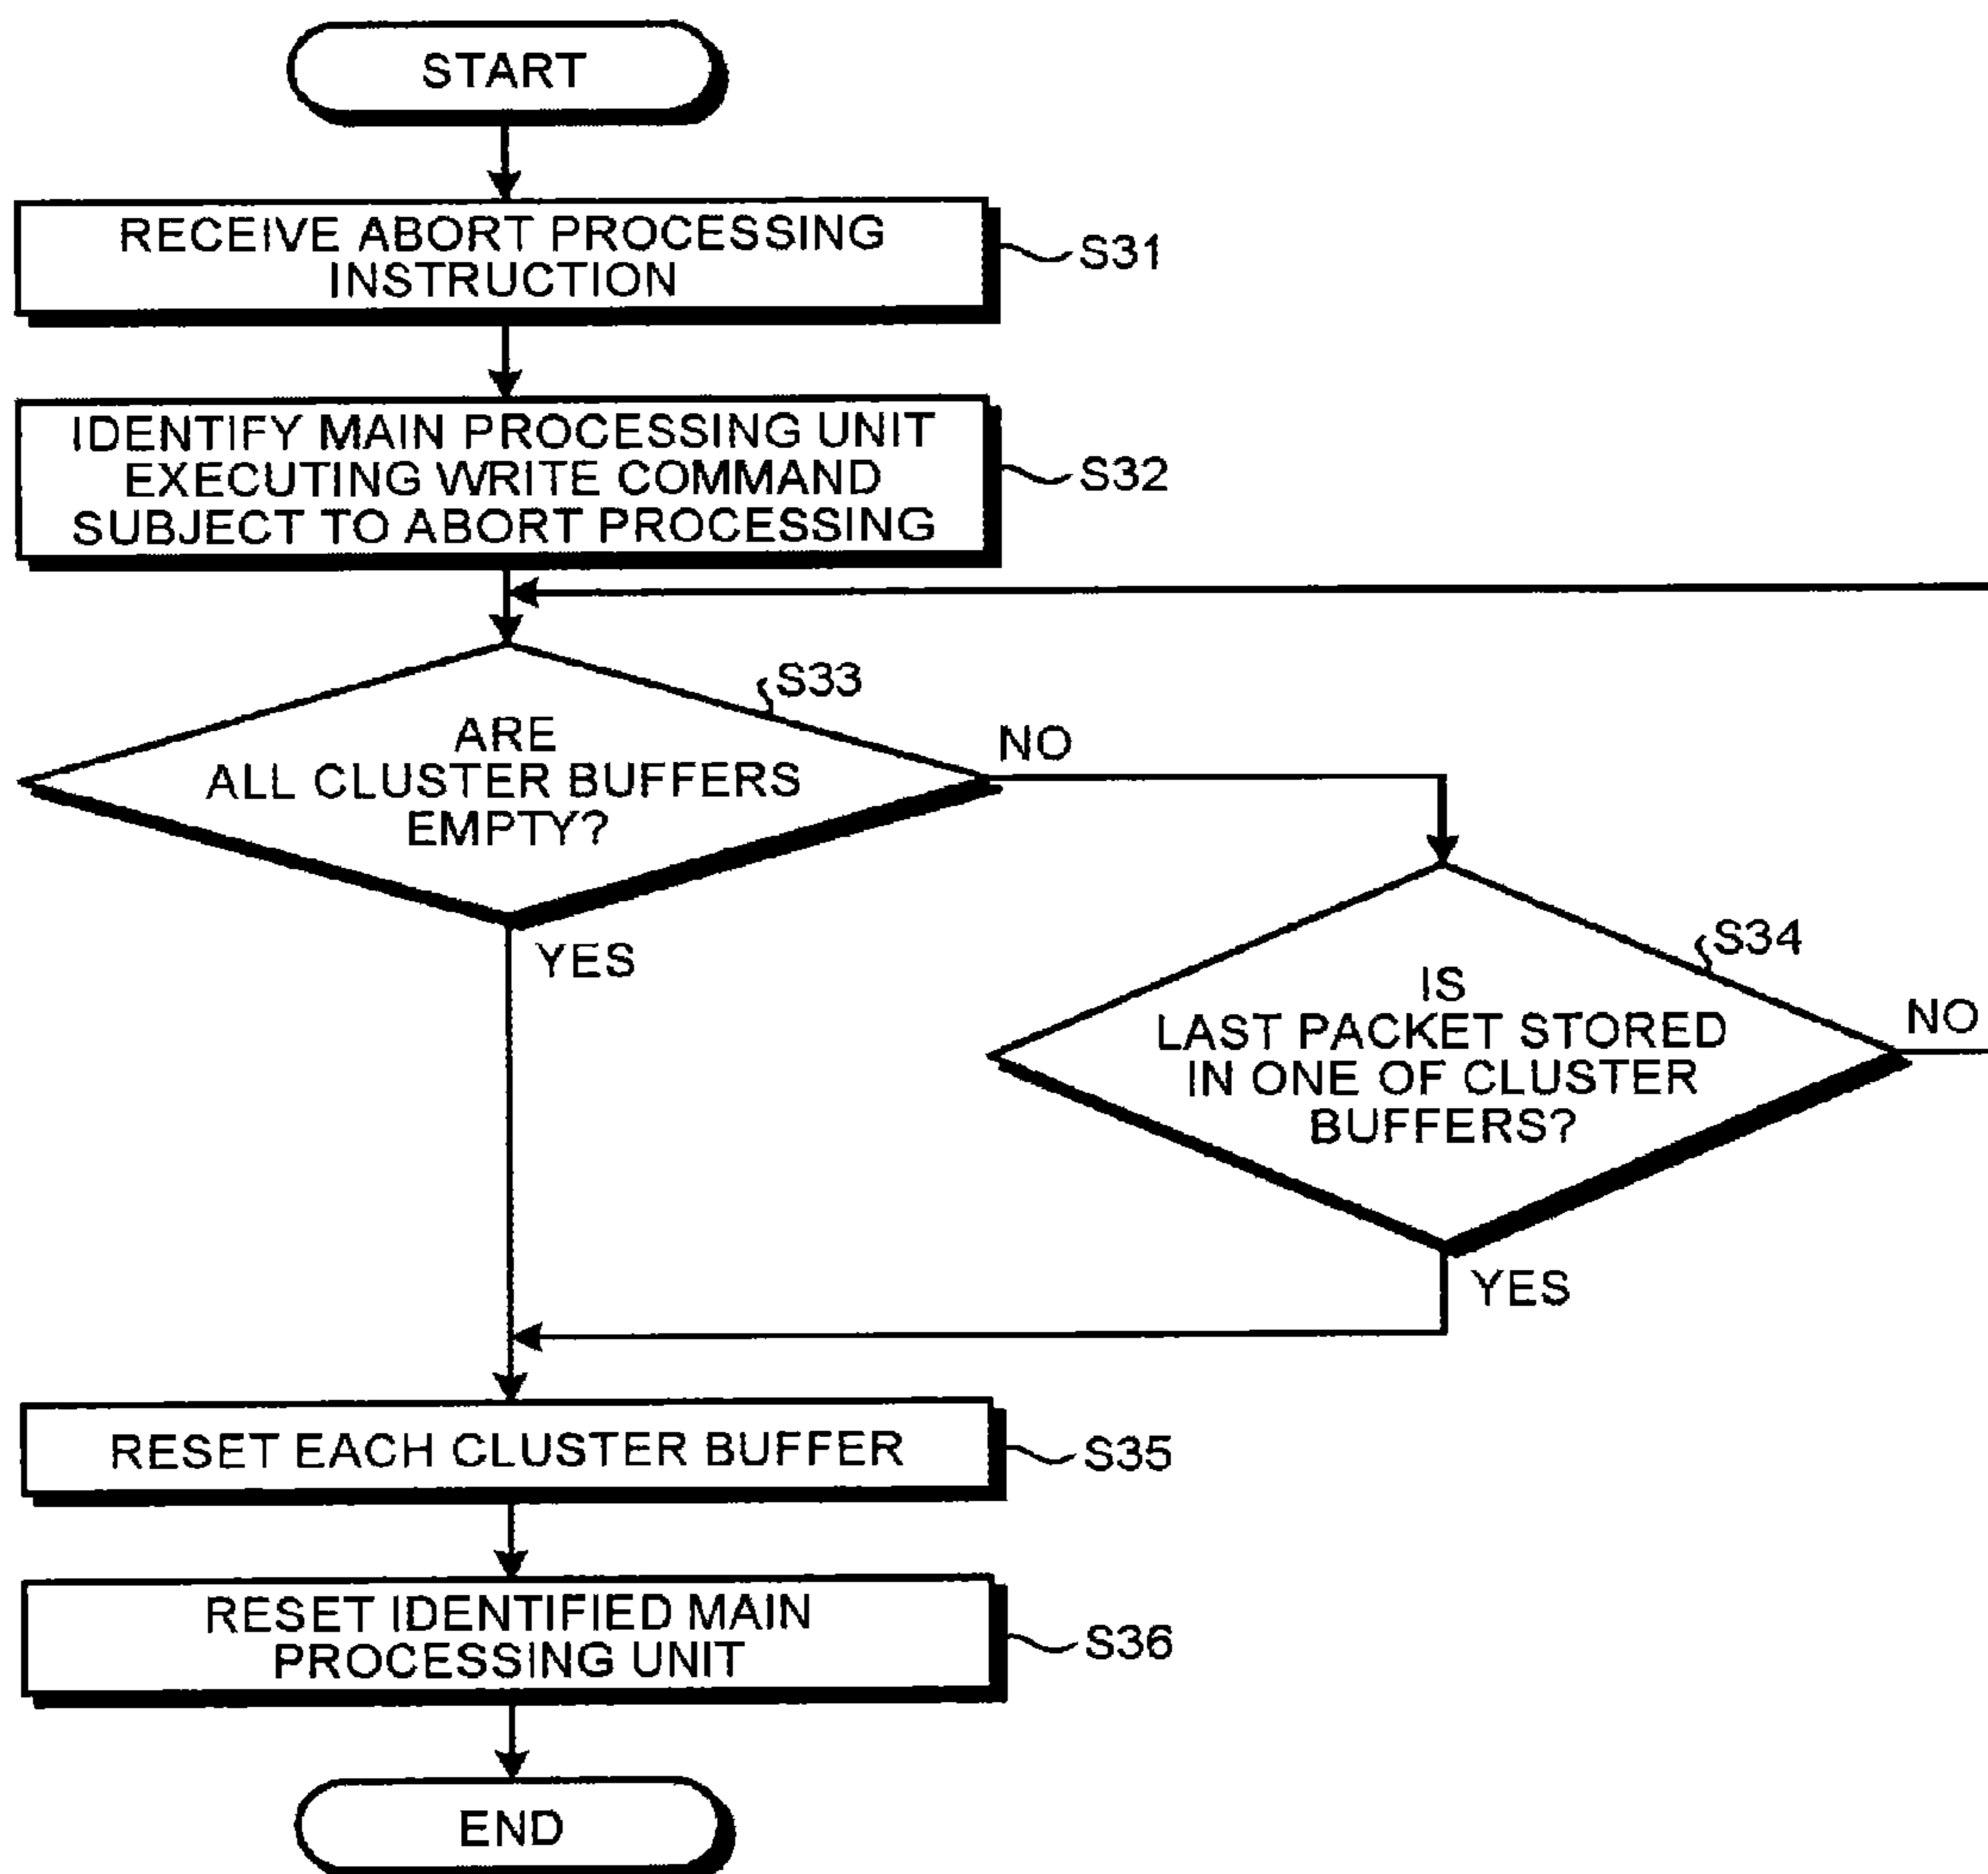 START
RECEIVE ABORT PROCESSING
INSTRUCTION
S31
IDENTIFY MAIN PROCESSING UNIT
EXECUTING WRITE COMMAND
SUBJECT TO ABORT PROCESSING
S32
S33
ARE
ALL CLUSTER BUFFERS
EMPTY?
NO
YES
S34
IS
LAST PACKET STORED
IN ONE OF CLUSTER
BUFFERS?
NO
YES
RESET EACH CLUSTER BUFFER
S35
RESET IDENTIFIED MAIN
PROCESSING UNIT
S36
END